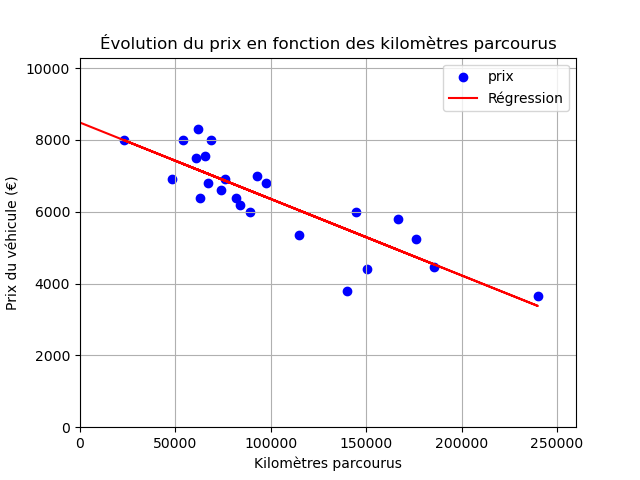 Évolution du prix en fonction des kilomètres parcourus
prix
Régression
Prix du véhicule (€)
10000
8000
6000
4000
2000
0
0 50000 100000 150000 200000 250000
Kilomètres parcourus